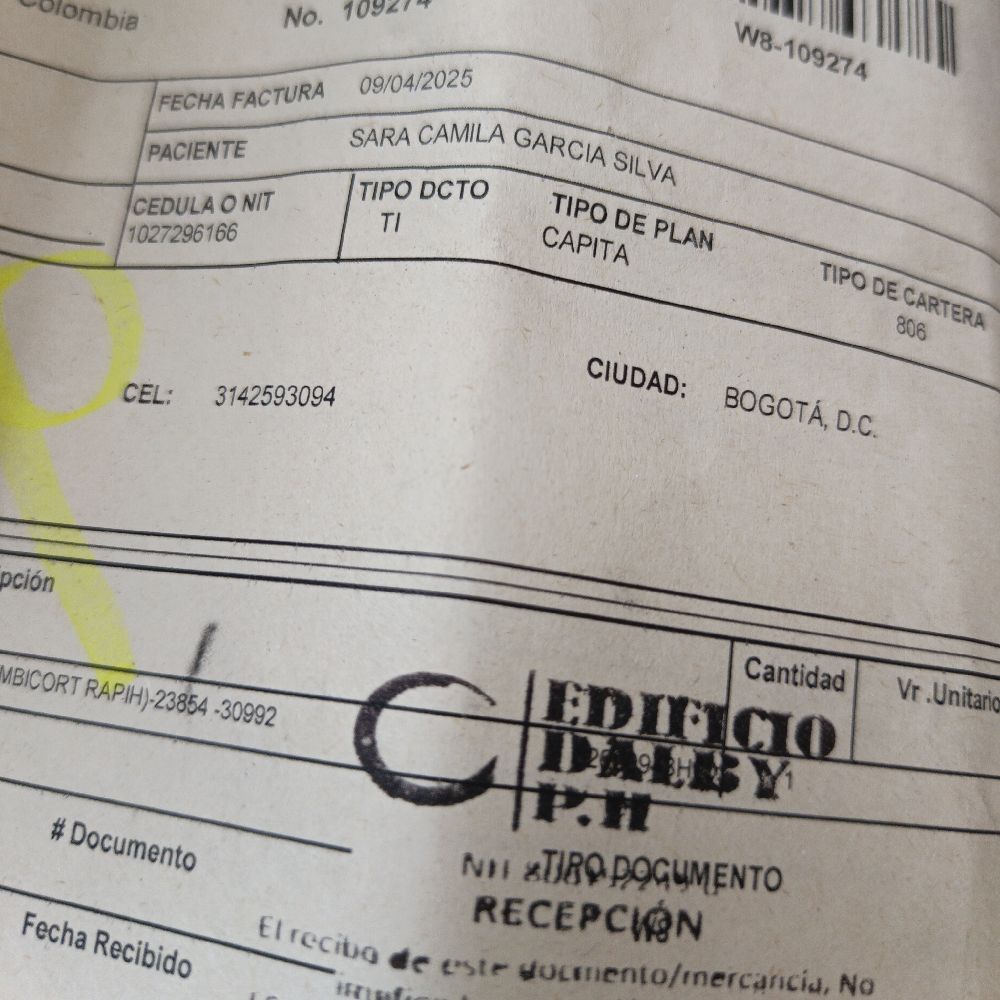 Colombia
No. 109274
W8-109274
FECHA FACTURA 09/04/2025
PACIENTE SARA CAMILA GARCIA SILVA
CEDULA O NIT TIPO DCTO TIPO DE PLAN TIPO DE CARTERA
1027296166 TI CAPITA 806
CEL: 3142593094 CIUDAD: BOGOTÁ, D.C.
pción Cantidad Vr .Unitario
MBICORT RAPIH)-23854 -30992 1
EDIFICIO
DALBY
P.H
# Documento TIPO DOCUMENTO
RECEPCIÓN
Fecha Recibido
El recibo de este documento/mercancia, No